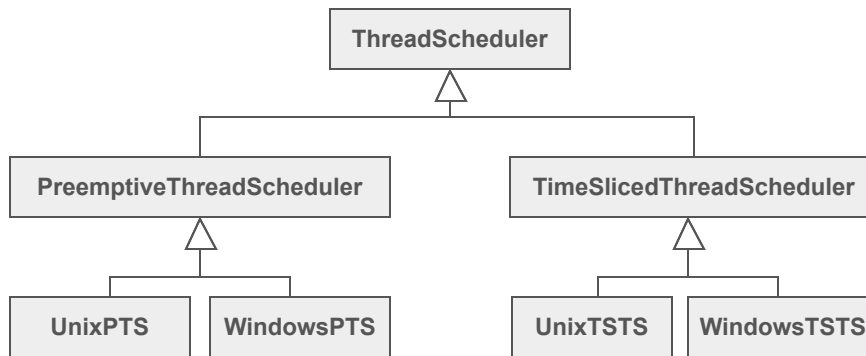 ThreadScheduler
PreemptiveThreadScheduler
TimeSlicedThreadScheduler
UnixPTS
WindowsPTS
UnixTSTS
WindowsTSTS